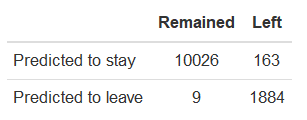 Remained Left
Predicted to stay 10026 163
Predicted to leave 9 1884